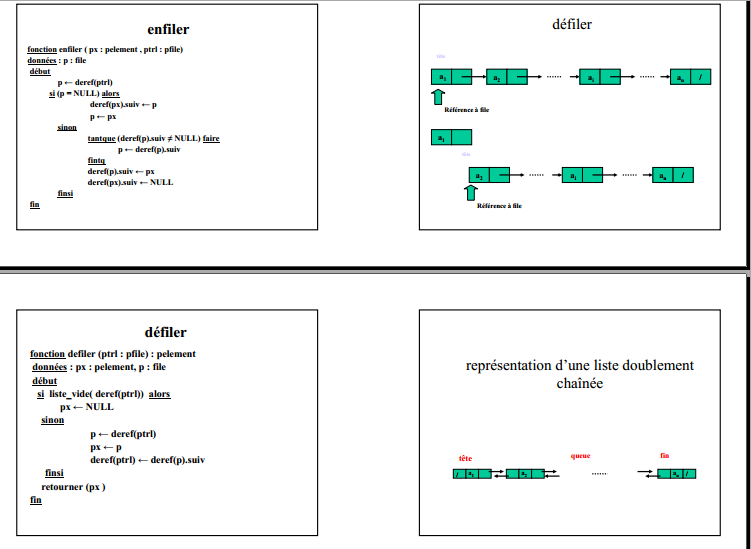 enfiler
fonction enfiler ( px : pelement , ptrl : pfile)
données : p : file
début
p ← deref(ptrl)
si (p = NULL) alors
deref(px).suiv ← p
p ← px
sinon
tantque (deref(p).suiv ≠ NULL) faire
p ← deref(p).suiv
fintq
deref(p).suiv ← px
deref(px).suiv ← NULL
finsi
fin
défiler
tête
a1 a2 ...... ai ...... an /
Référence à file
a1
tête
a2 ...... ai ...... an /
Référence à file
défiler
fonction defiler (ptrl : pfile) : pelement
données : px : pelement, p : file
début
si liste_vide( deref(ptrl)) alors
px ← NULL
sinon
p ← deref(ptrl)
px ← p
deref(ptrl) ← deref(p).suiv
finsi
retourner (px )
fin
représentation d'une liste doublement
chaînée
tête queue fin
/ a1 a2 ...... an /